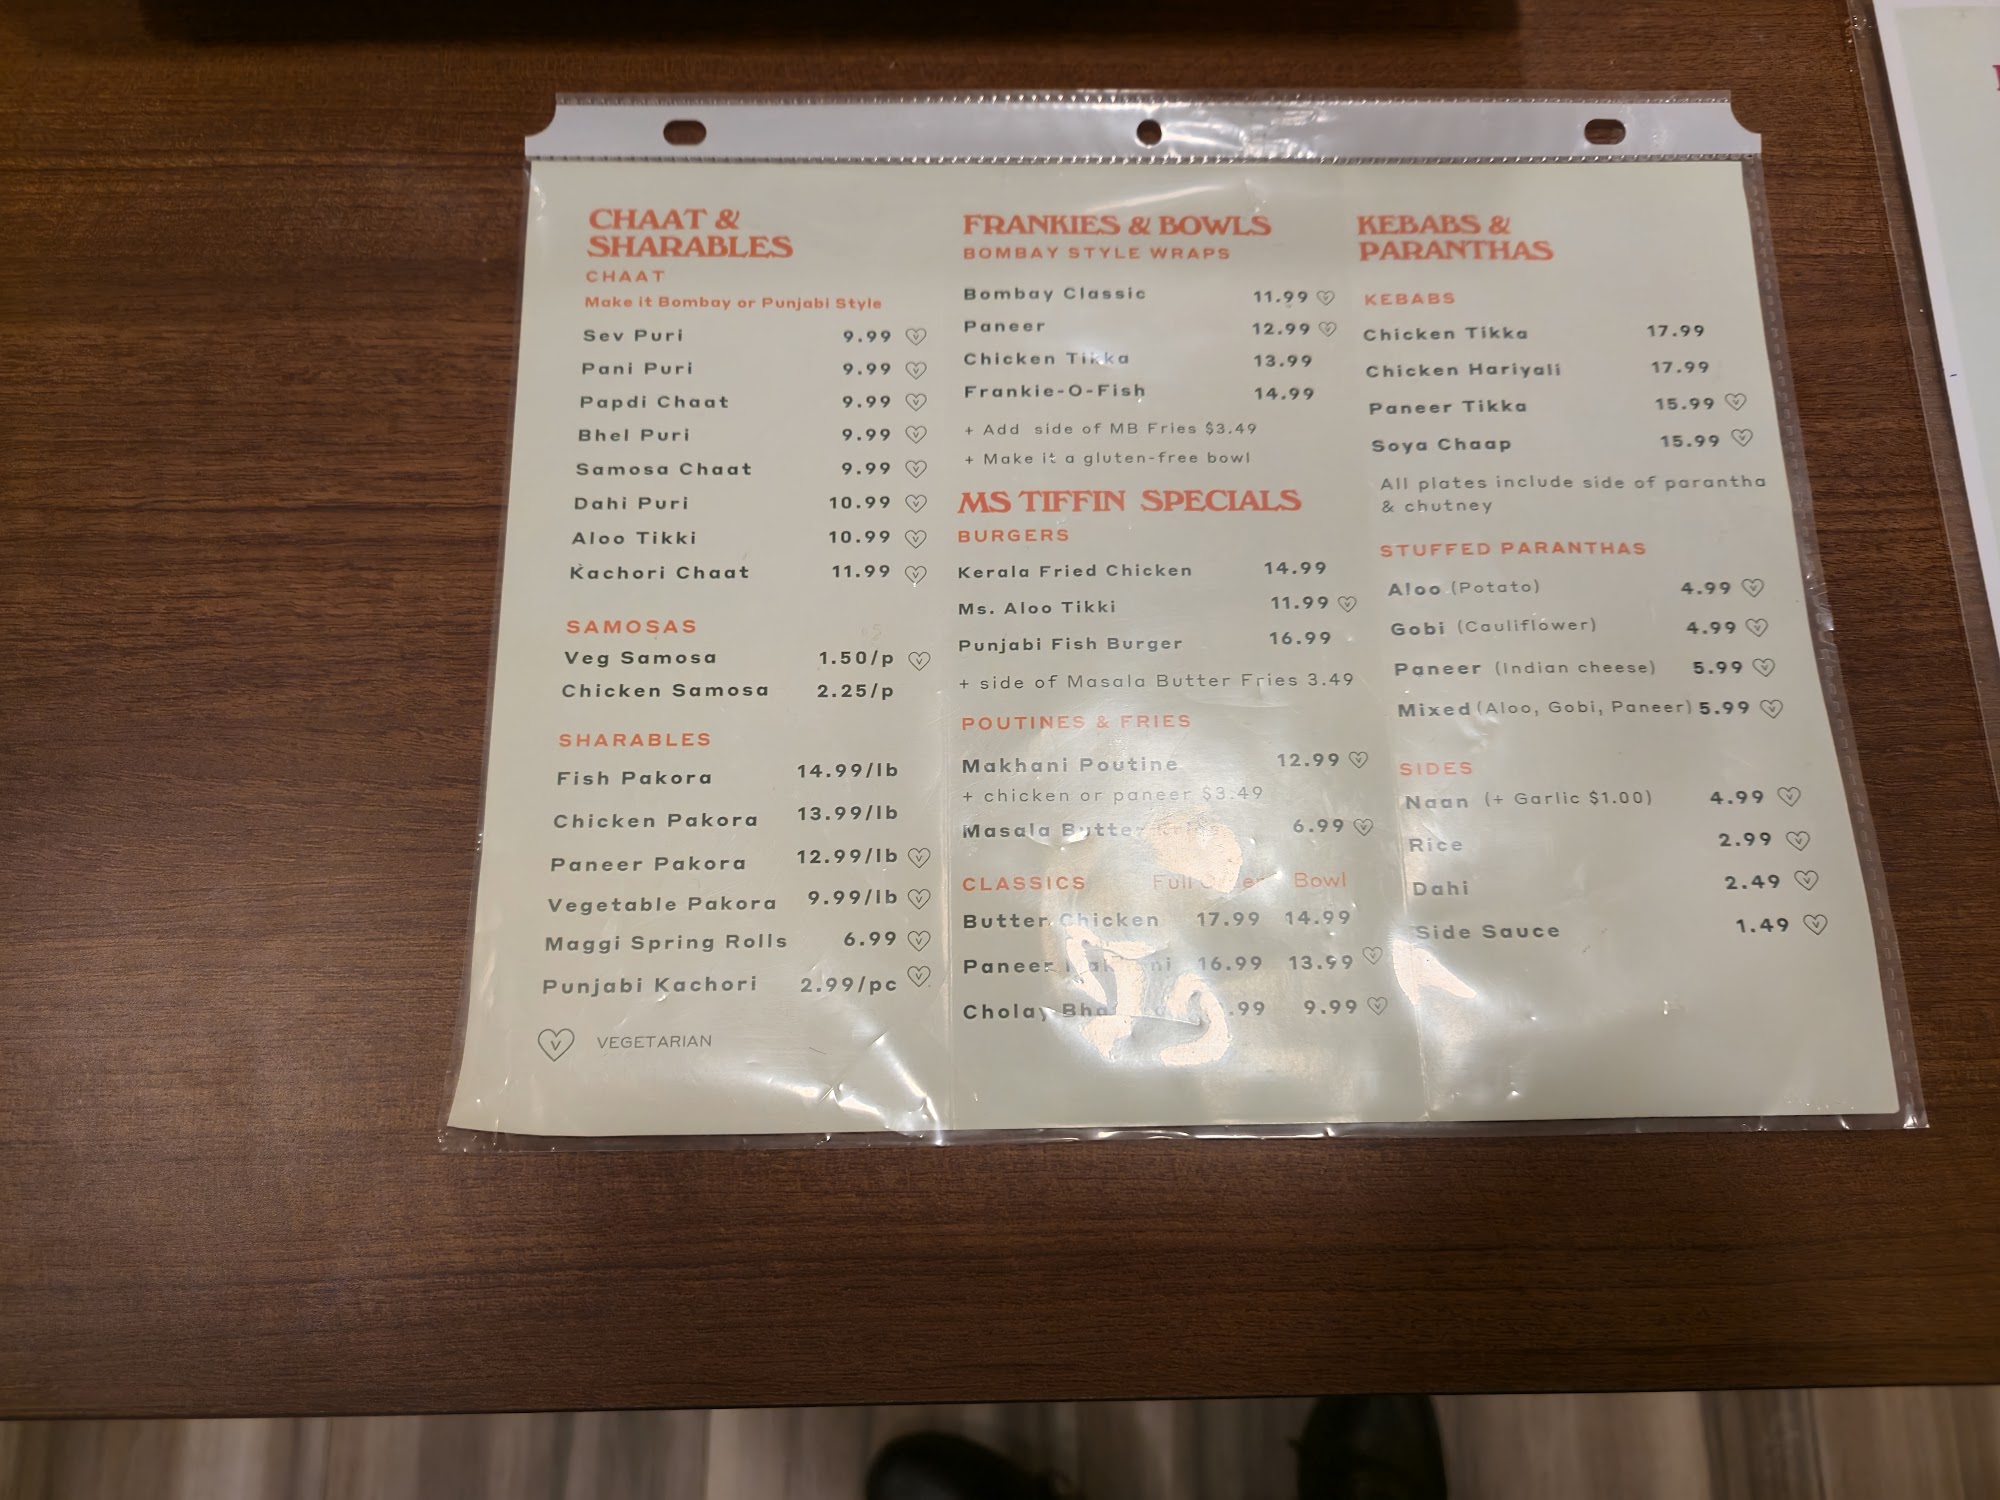 CHAAT &
SHARABLES
CHAAT
Make it Bombay or Punjabi Style
Sev Puri 9.99
Pani Puri 9.99
Papdi Chaat 9.99
Bhel Puri 9.99
Samosa Chaat 9.99
Dahi Puri 10.99
Aloo Tikki 10.99
Kachori Chaat 11.99
SAMOSAS
Veg Samosa 1.50/p
Chicken Samosa 2.25/p
SHARABLES
Fish Pakora 14.99/lb
Chicken Pakora 13.99/lb
Paneer Pakora 12.99/lb
Vegetable Pakora 9.99/lb
Maggi Spring Rolls 6.99
Punjabi Kachori 2.99/pc
V VEGETARIAN
FRANKIES & BOWLS
BOMBAY STYLE WRAPS
Bombay Classic 11.99
Paneer 12.99
Chicken Tikka 13.99
Frankie-O-Fish 14.99
+ Add side of MB Fries $3.49
+ Make it a gluten-free bowl
MS TIFFIN SPECIALS
BURGERS
Kerala Fried Chicken 14.99
Ms. Aloo Tikki 11.99
Punjabi Fish Burger 16.99
+ side of Masala Butter Fries 3.49
POUTINES & FRIES
Makhani Poutine 12.99
+ chicken or paneer $3.49
Masala Butter Fries 6.99
CLASSICS Full Bowl
Butter Chicken 17.99 14.99
Paneer 16.99 13.99
Cholay .99 9.99
KEBABS &
PARANTHAS
KEBABS
Chicken Tikka 17.99
Chicken Hariyali 17.99
Paneer Tikka 15.99
Soya Chaap 15.99
All plates include side of parantha
& chutney
STUFFED PARANTHAS
Aloo (Potato) 4.99
Gobi (Cauliflower) 4.99
Paneer (Indian cheese) 5.99
Mixed (Aloo, Gobi, Paneer) 5.99
SIDES
Naan (+ Garlic $1.00) 4.99
Rice 2.99
Dahi 2.49
Side Sauce 1.49